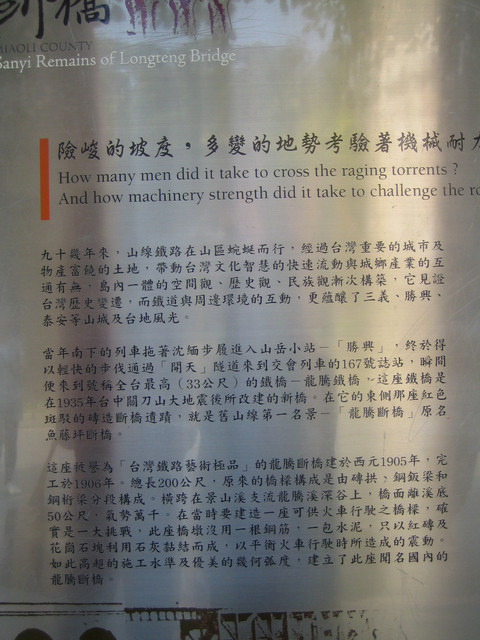 斷橋
MIAOLI COUNTY
Sanyi Remains of Longteng Bridge
險峻的坡度，多變的地勢考驗著機械耐
How many men did it take to cross the raging torrents ?
And how machinery strength did it take to challenge the
九十幾年來，山線鐵路在山區蜿蜒而行，經過台灣重要的城市及
物產富饒的土地，帶動台灣文化智慧的快速流動與城鄉產業的互
通有無，島內一體的空間觀、歷史觀、民族觀漸次構築，它見證
台灣歷史變遷，而鐵道與周邊環境的互動，更蘊釀了三義、勝興、
泰安等山城及台地風光。
當年南下的列車拖著沈緬步履進入山岳小站－「勝興」，終於得
以輕快的步伐通過「開天」隧道來到交會列車的167號誌站，瞬間
便來到號稱全台最高（33公尺）的鐵橋－龍騰鐵橋，這座鐵橋是
在1935年台中關刀山大地震後所改建的新橋。在它的東側那座紅色
斑駁的磚造斷橋遺蹟，就是舊山線第一名景－「龍騰斷橋」原名
魚藤坪斷橋。
這座被譽為「台灣鐵路藝術極品」的龍騰斷橋建於西元1905年，完
工於1906年。總長200公尺，原來的橋樑構成是由磚拱、鋼鈑梁和
鋼桁梁分段構成。橫跨在景山溪支流龍騰溪深谷上，橋面離溪底
50公尺，氣勢萬千。在當時要建造一座可供火車行駛之橋樑，確
實是一大挑戰，此座橋墩沒用一根鋼筋，一包水泥，只以紅磚及
花崗石塊利用石灰黏結而成，以平衡火車行駛時所造成的震動。
如此高超的施工水準及優美的幾何弧度，建立了此座聞名國內的
龍騰斷橋。